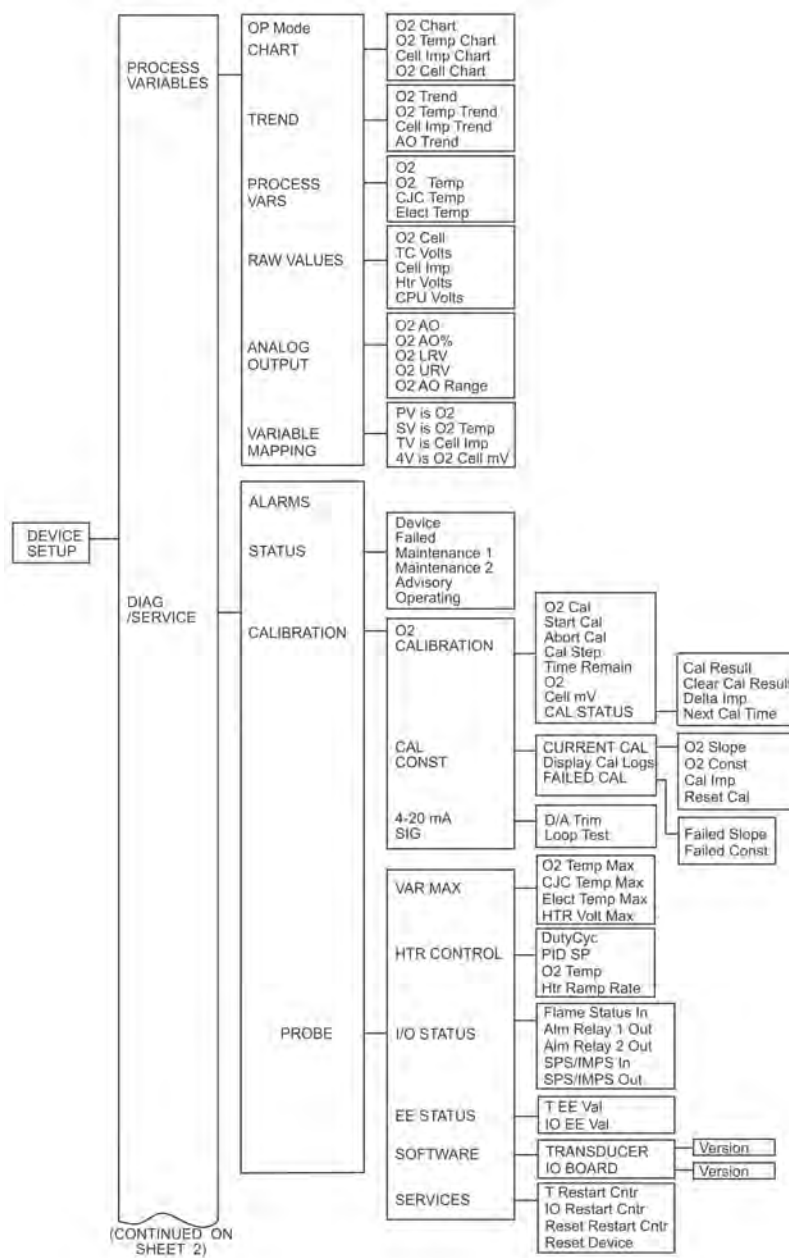 DEVICE
SETUP
PROCESS
VARIABLES
OP Mode
CHART
O2 Chart
O2 Temp Chart
Cell Imp Chart
O2 Cell Chart
TREND
O2 Trend
O2 Temp Trend
Cell Imp Trend
AO Trend
PROCESS
VARS
O2
O2 Temp
CJC Temp
Elect Temp
RAW VALUES
O2 Cell
TC Volts
Cell Imp
Htr Volts
CPU Volts
ANALOG
OUTPUT
O2 AO
O2 AO%
O2 LRV
O2 URV
O2 AO Range
VARIABLE
MAPPING
PV is O2
SV is O2 Temp
TV is Cell Imp
4V is O2 Cell mV
DIAG
/SERVICE
ALARMS
STATUS
Device
Failed
Maintenance 1
Maintenance 2
Advisory
Operating
CALIBRATION
O2
CALIBRATION
O2 Cal
Start Cal
Abort Cal
Cal Step
Time Remain
O2
Cell mV
CAL STATUS
Cal Result
Clear Cal Result
Delta Imp
Next Cal Time
CAL
CONST
CURRENT CAL
Display Cal Logs
FAILED CAL
O2 Slope
O2 Const
Cal Imp
Reset Cal
Failed Slope
Failed Const
4-20 mA
SIG
D/A Trim
Loop Test
PROBE
VAR MAX
O2 Temp Max
CJC Temp Max
Elect Temp Max
HTR Volt Max
HTR CONTROL
DutyCyc
PID SP
O2 Temp
Htr Ramp Rate
I/O STATUS
Flame Status In
Alm Relay 1 Out
Alm Relay 2 Out
SPS/IMPS In
SPS/IMPS Out
EE STATUS
T EE Val
IO EE Val
SOFTWARE
TRANSDUCER
IO BOARD
Version
Version
SERVICES
T Restart Cntr
IO Restart Cntr
Reset Restart Cntr
Reset Device
(CONTINUED ON
SHEET 2)